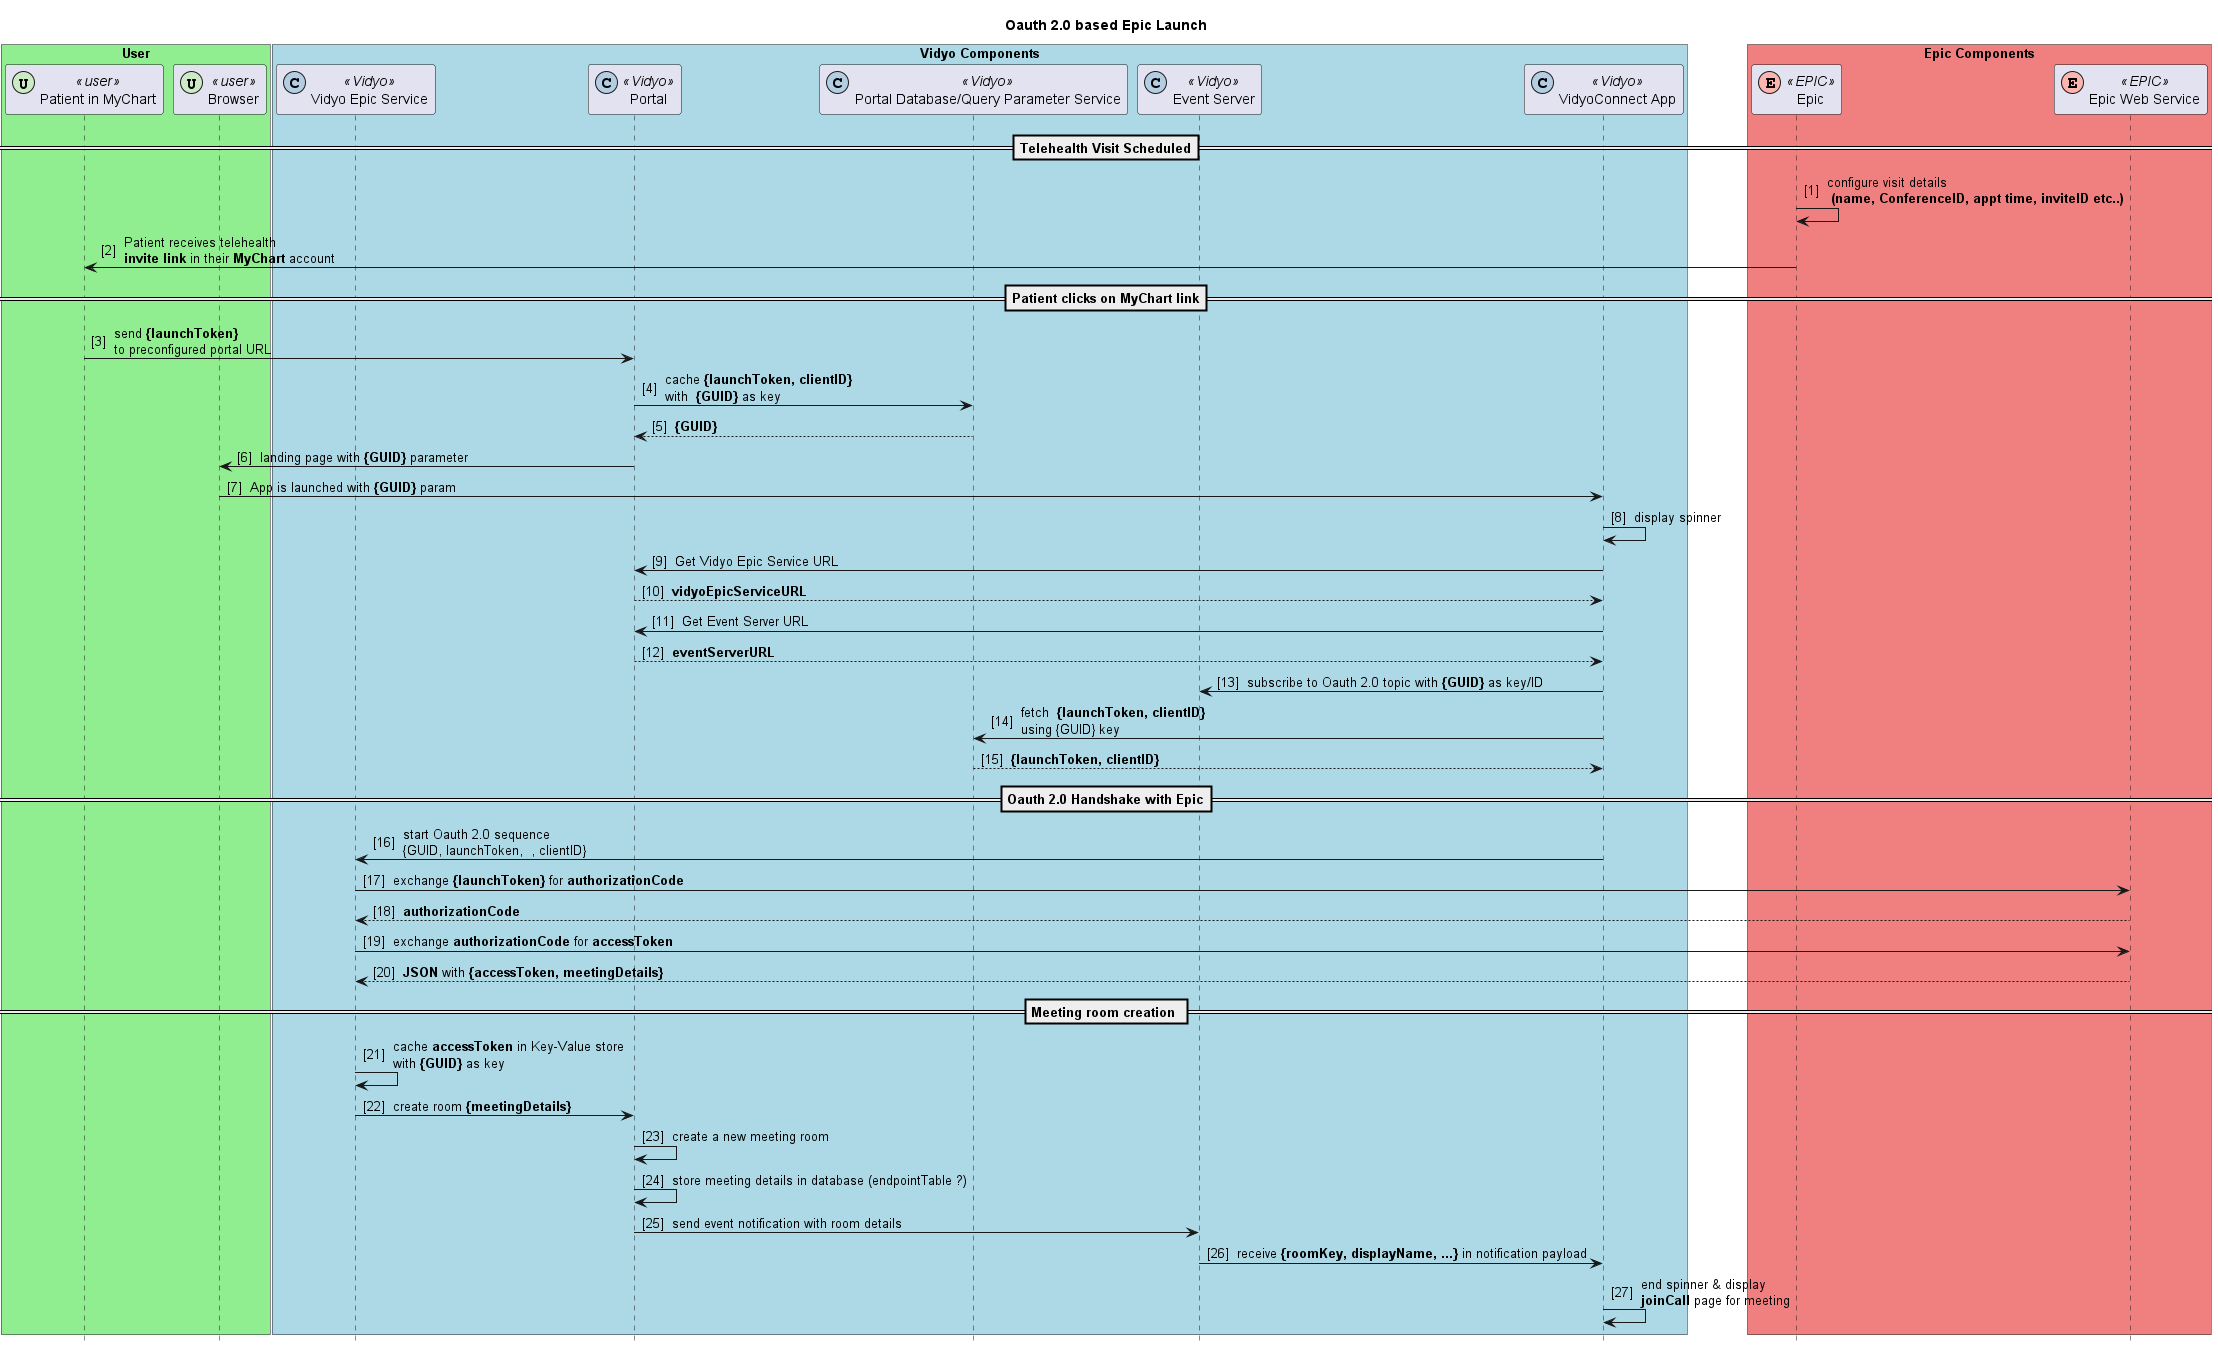 Oauth 2.0 based Epic Launch
User
Vidyo Components
Epic Components
U «user»
Patient in MyChart
U «user»
Browser
C «Vidyo»
Vidyo Epic Service
C «Vidyo»
Portal
C «Vidyo»
Portal Database/Query Parameter Service
C «Vidyo»
Event Server
C «Vidyo»
VidyoConnect App
E «EPIC»
Epic
E «EPIC»
Epic Web Service
Telehealth Visit Scheduled
[1] configure visit details
(name, ConferenceID, appt time, inviteID etc..)
[2] Patient receives telehealth
invite link in their MyChart account
Patient clicks on MyChart link
[3] send {launchToken}
to preconfigured portal URL
[4] cache {launchToken, clientID}
with {GUID} as key
[5] {GUID}
[6] landing page with {GUID} parameter
[7] App is launched with {GUID} param
[8] display spinner
[9] Get Vidyo Epic Service URL
[10] vidyoEpicServiceURL
[11] Get Event Server URL
[12] eventServerURL
[13] subscribe to Oauth 2.0 topic with {GUID} as key/ID
[14] fetch {launchToken, clientID}
using {GUID} key
[15] {launchToken, clientID}
Oauth 2.0 Handshake with Epic
[16] start Oauth 2.0 sequence
{GUID, launchToken, , clientID}
[17] exchange {launchToken} for authorizationCode
[18] authorizationCode
[19] exchange authorizationCode for accessToken
[20] JSON with {accessToken, meetingDetails}
Meeting room creation
[21] cache accessToken in Key-Value store
with {GUID} as key
[22] create room {meetingDetails}
[23] create a new meeting room
[24] store meeting details in database (endpointTable ?)
[25] send event notification with room details
[26] receive {roomKey, displayName, ...} in notification payload
[27] end spinner & display
joinCall page for meeting